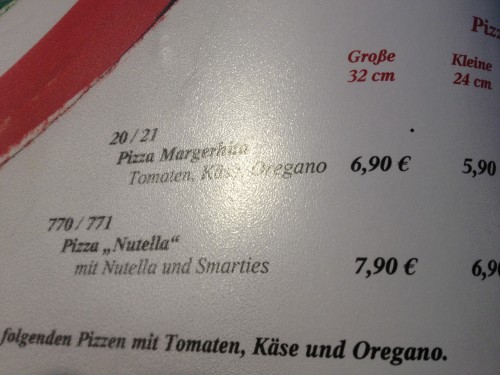 Große Kleine
32 cm 24 cm
20 / 21
Pizza Margerhita
Tomaten, Käse, Oregano 6,90 € 5,90
770 / 771
Pizza „Nutella“
mit Nutella und Smarties 7,90 €
folgenden Pizzen mit Tomaten, Käse und Oregano.